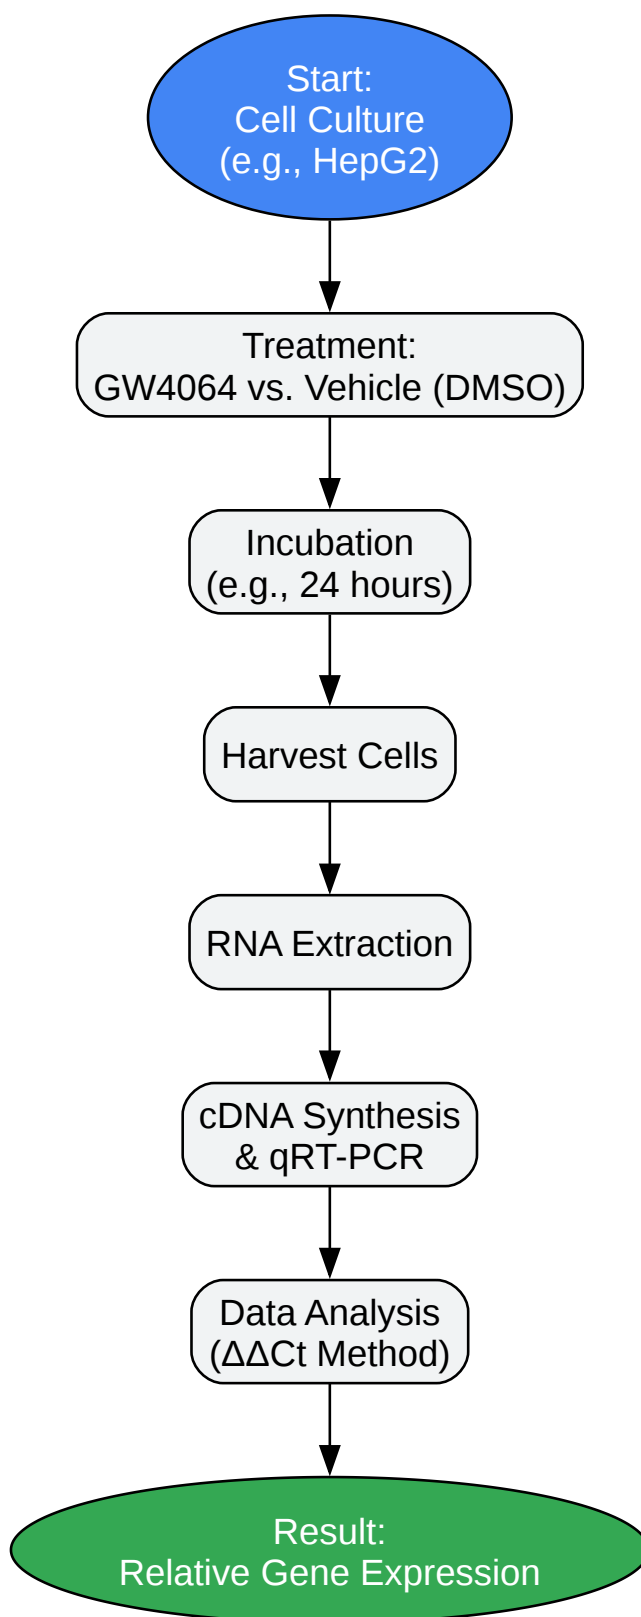 Start:
Cell Culture
(e.g., HepG2)
Treatment:
GW4064 vs. Vehicle (DMSO)
Incubation
(e.g., 24 hours)
Harvest Cells
RNA Extraction
cDNA Synthesis
& qRT-PCR
Data Analysis
(ΔΔCt Method)
Result:
Relative Gene Expression